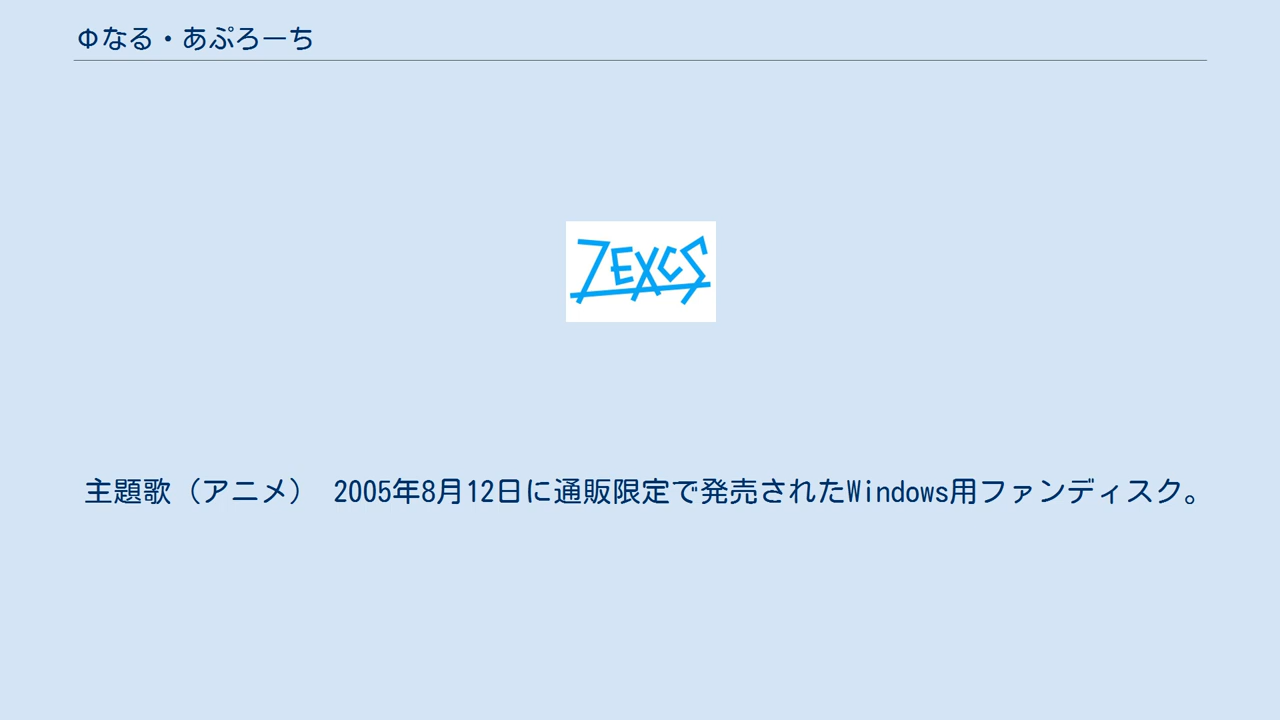 Φなる・あぷろーち
ZEXCS
主題歌（アニメ） 2005年8月12日に通販限定で発売されたWindows用ファンディスク。